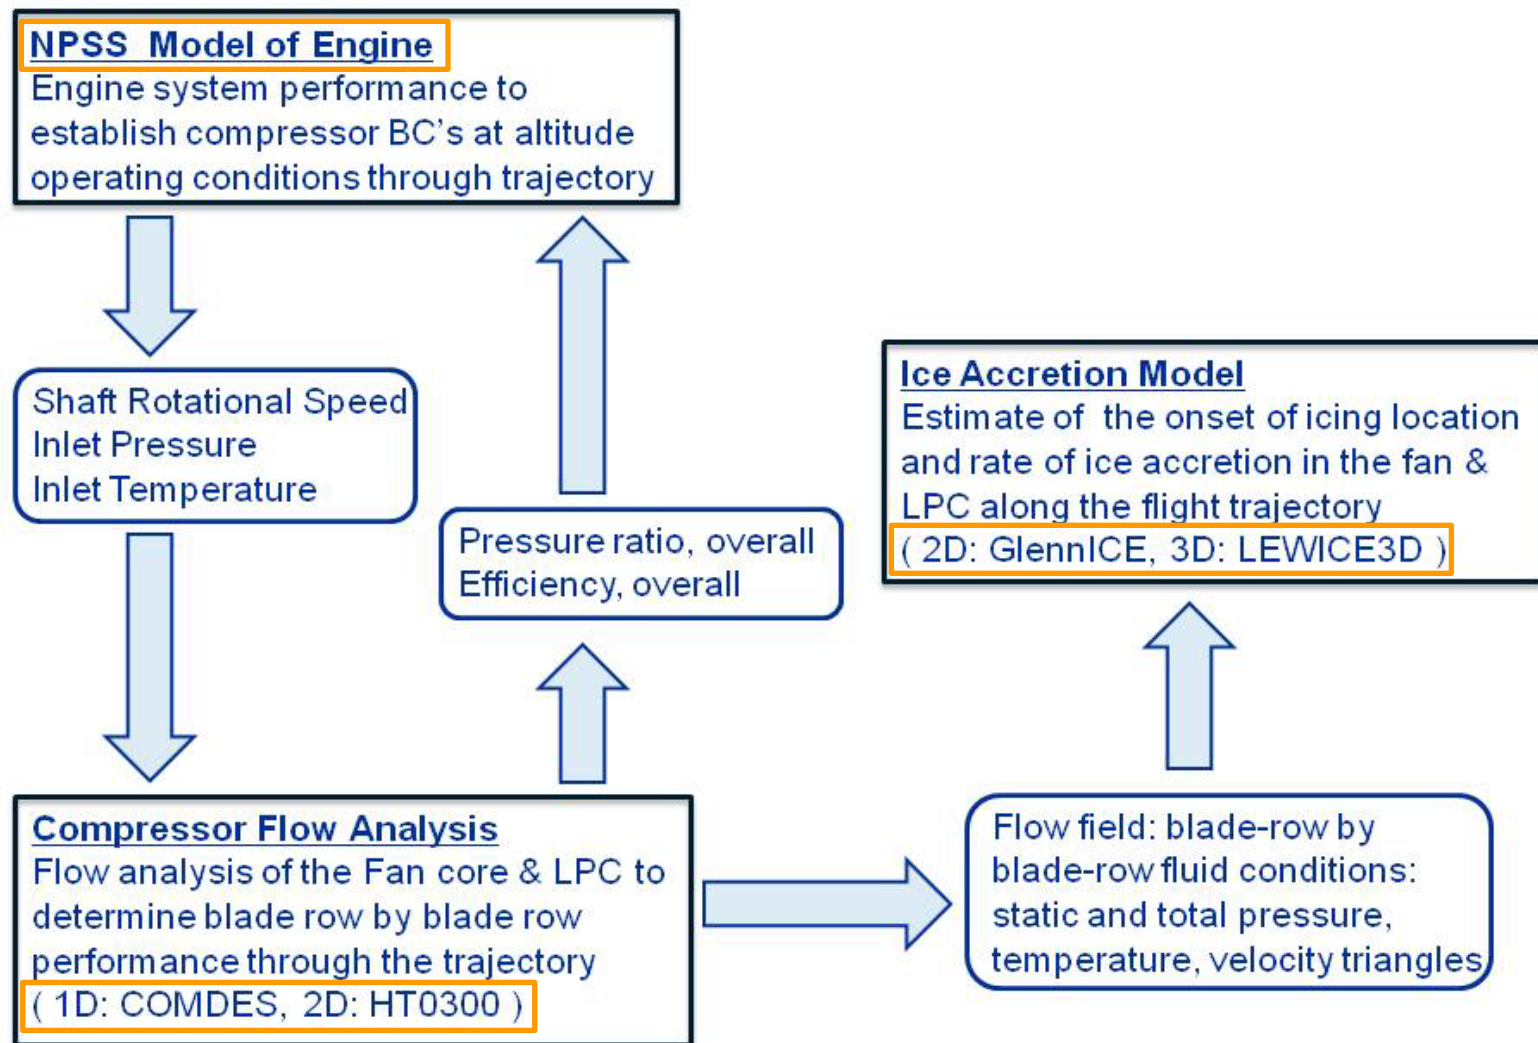 NPSS Model of Engine
Engine system performance to
establish compressor BC's at altitude
operating conditions through trajectory
Shaft Rotational Speed
Inlet Pressure
Inlet Temperature
Pressure ratio, overall
Efficiency, overall
Ice Accretion Model
Estimate of the onset of icing location
and rate of ice accretion in the fan &
LPC along the flight trajectory
( 2D: GlennICE, 3D: LEWICE3D )
Compressor Flow Analysis
Flow analysis of the Fan core & LPC to
determine blade row by blade row
performance through the trajectory
( 1D: COMDES, 2D: HT0300 )
Flow field: blade-row by
blade-row fluid conditions:
static and total pressure,
temperature, velocity triangles